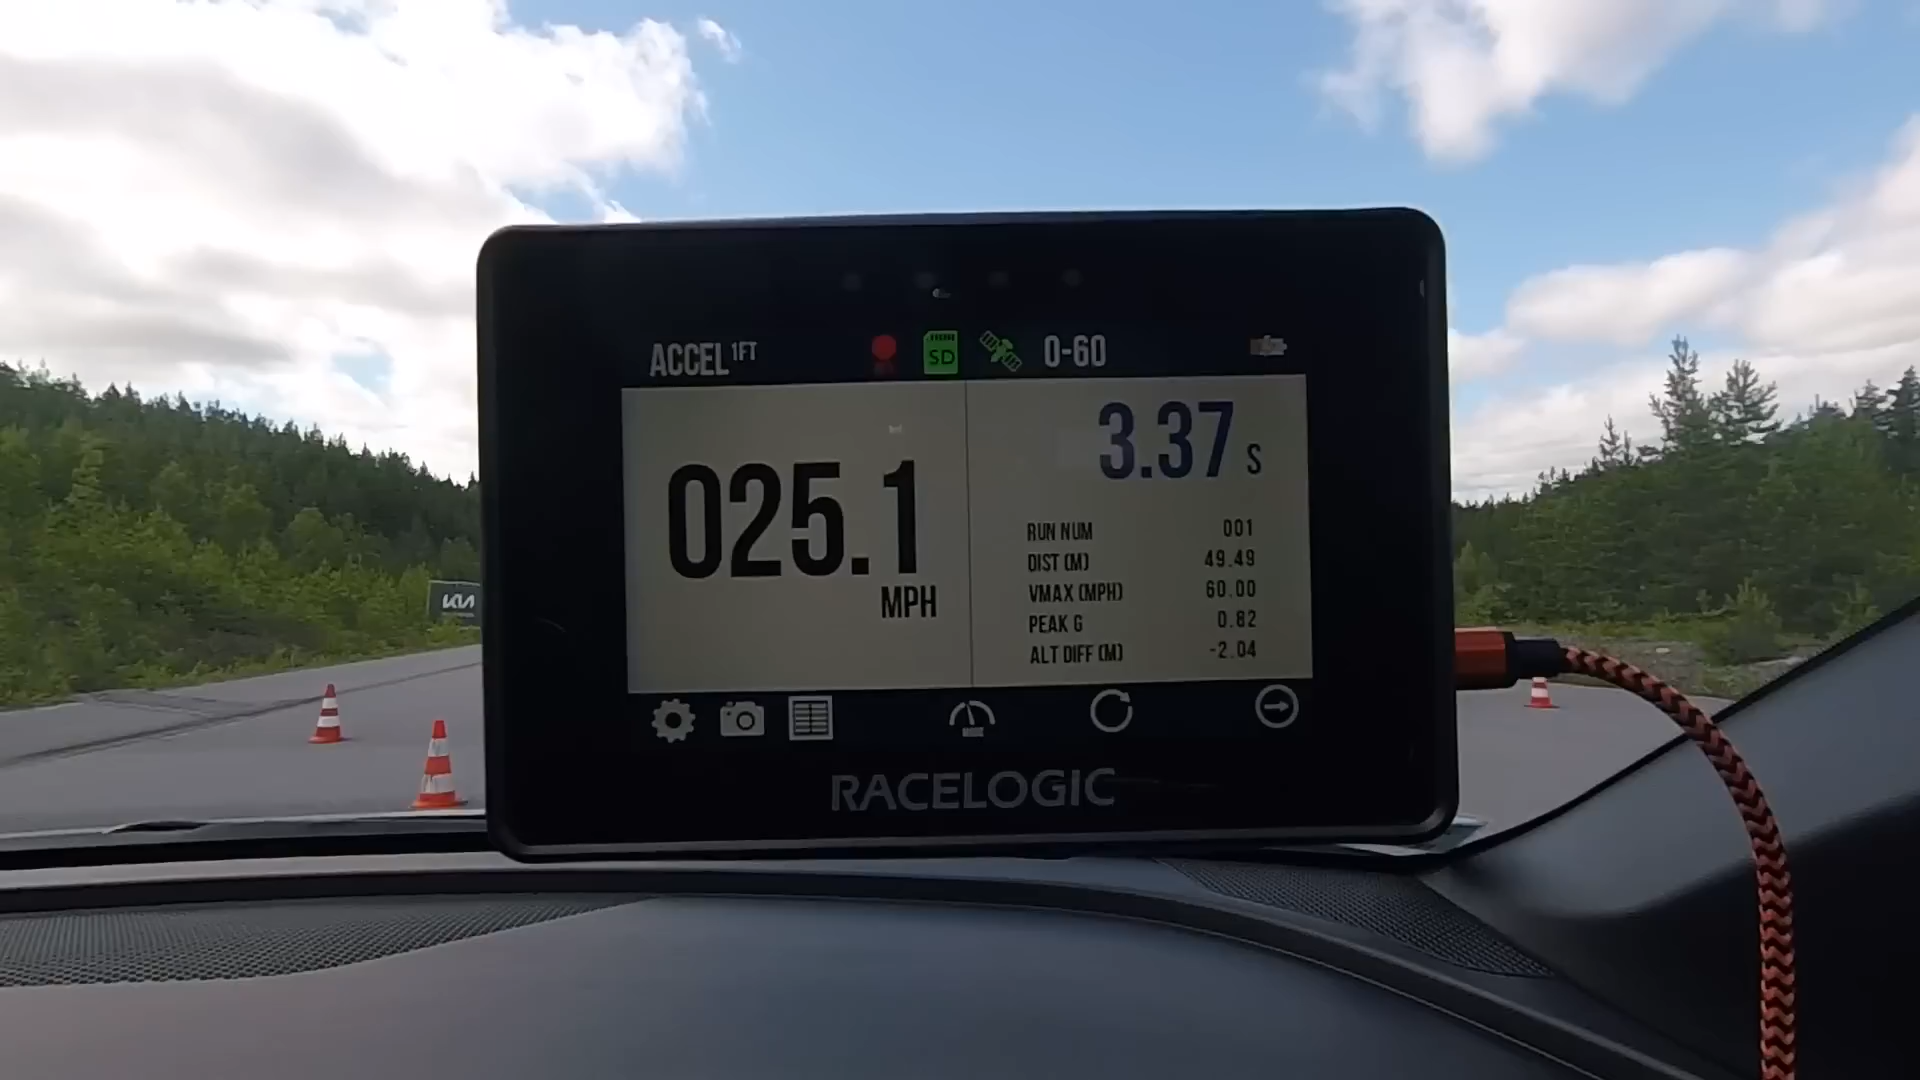 ACCEL 1FT
SD
0-60
3.37 S
025.1
MPH
RUN NUM 001
DIST (M) 49.49
VMAX (MPH) 60.00
PEAK G 0.82
ALT DIFF (M) -2.04
KIA
RACELOGIC